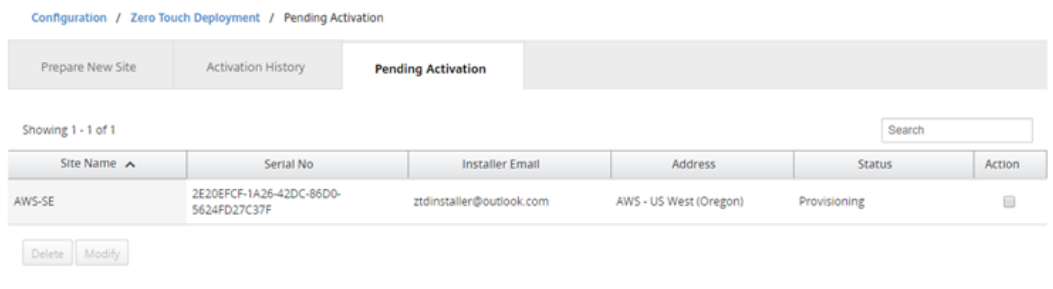 Configuration / Zero Touch Deployment / Pending Activation
Prepare New Site Activation History Pending Activation
Showing 1 - 1 of 1 Search
Site Name Serial No Installer Email Address Status Action
AWS-SE 2E20EFCF-1A26-42DC-86D0- ztdinstaller@outlook.com AWS - US West (Oregon) Provisioning
5624FD27C37F
Delete Modify